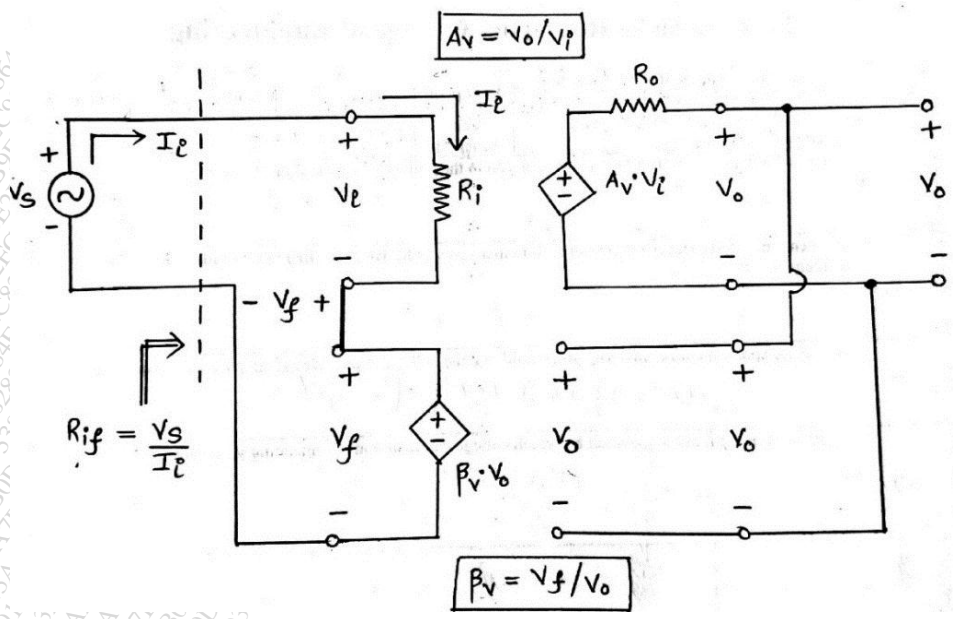 Av = Vo/Vi
Ro
Ii
+
Vs
-
Ii
+
Vi
-
Ri
+
-
Av·Vi
+
Vo
-
+
Vo
-
- Vf +
Rif = Vs/Ii
+
Vf
-
+
-
βv·Vo
+
Vo
-
+
Vo
-
βv = Vf/Vo